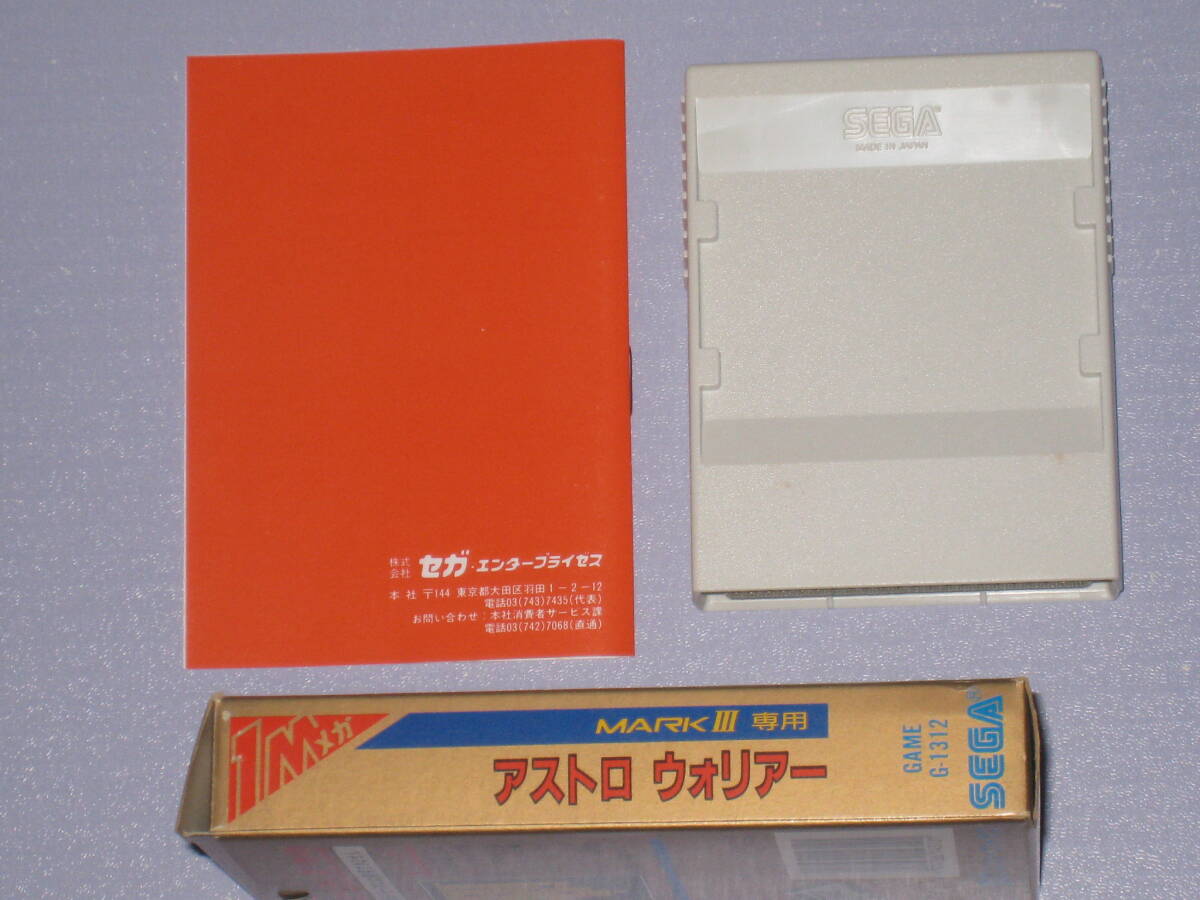 SEGA
MADE IN JAPAN
株式会社 セガ・エンタープライゼス
本社 〒144 東京都大田区羽田1-2-12
電話03(743)7435(代表)
お問い合わせ:本社消費者サービス課
電話03(742)7068(直通)
1Mメガ
MARK III 専用
アストロ ウォリアー
GAME
G-1312
SEGA®